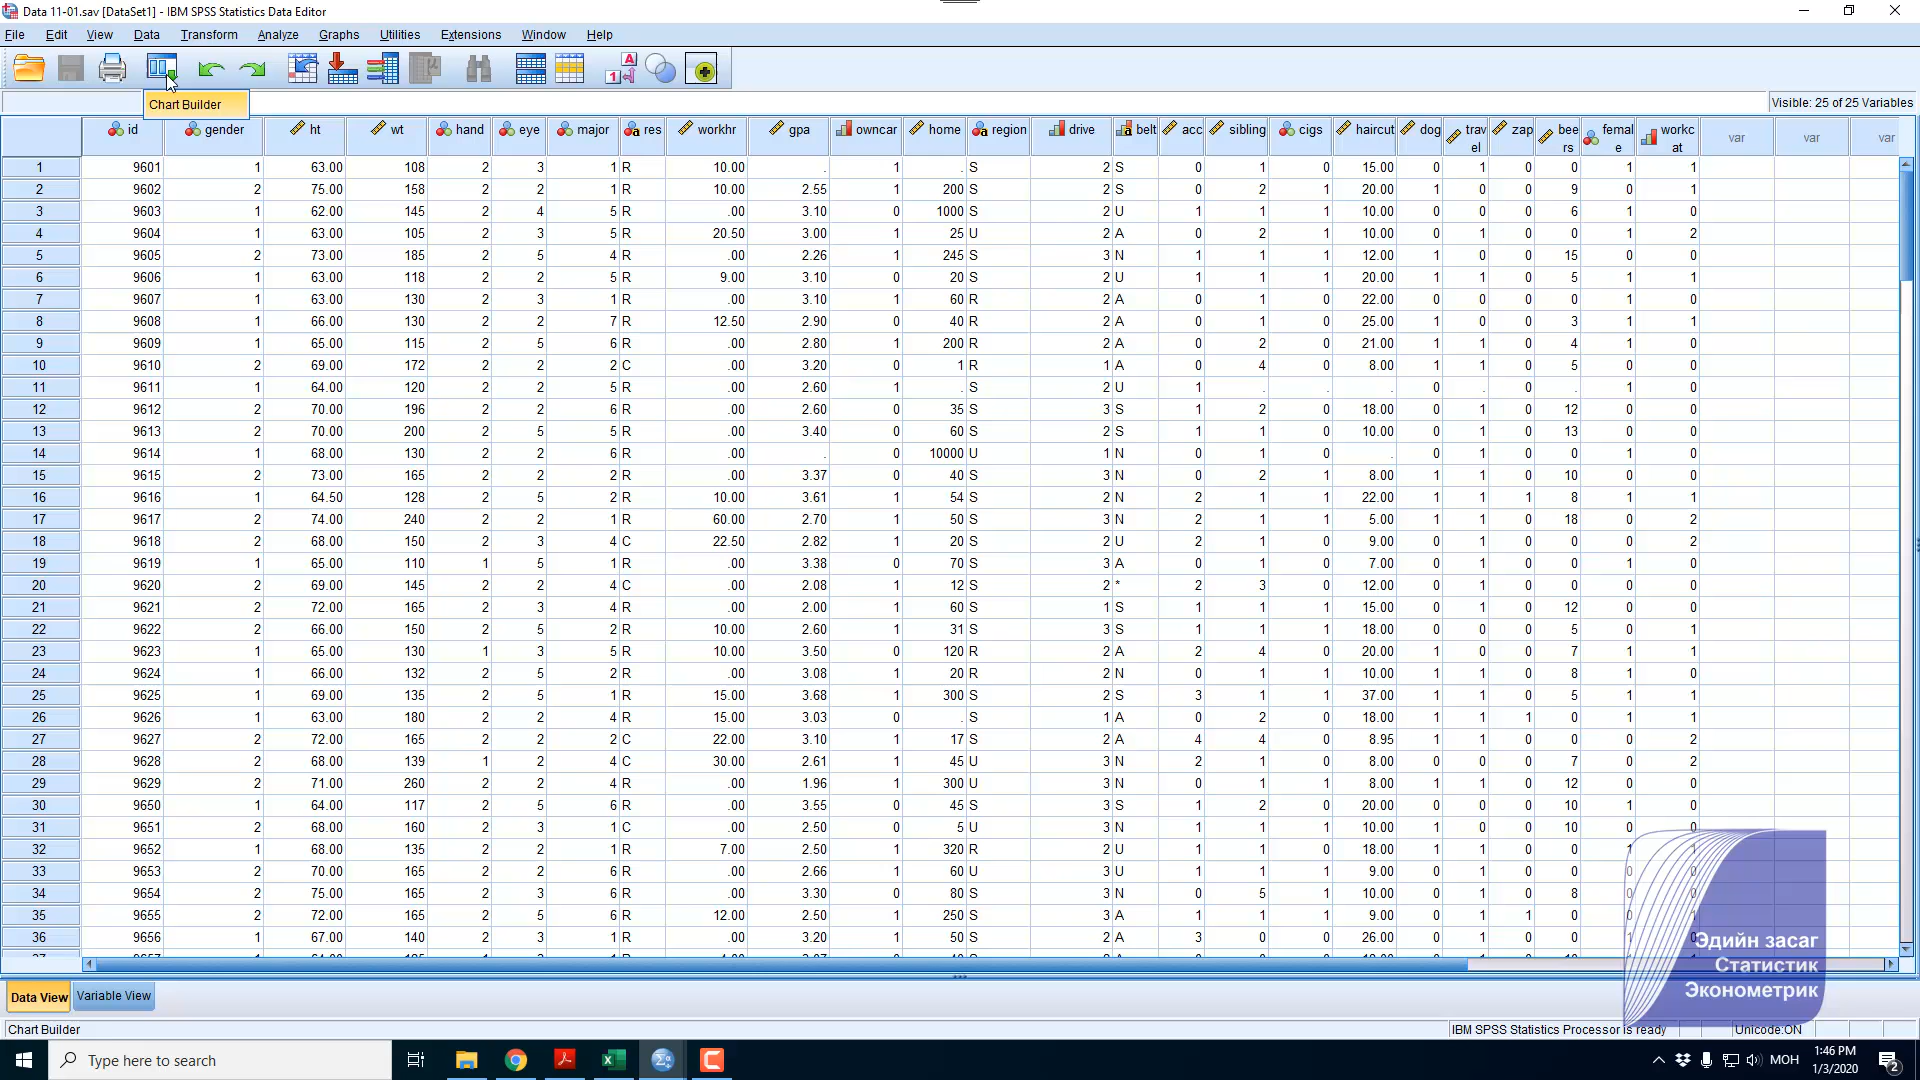 Data 11-01.sav [DataSet1] - IBM SPSS Statistics Data Editor
File Edit View Data Transform Analyze Graphs Utilities Extensions Window Help
Chart Builder
Visible: 25 of 25 Variables
id gender ht wt hand eye major res workhr gpa owncar home region drive belt acc sibling cigs haircut dog trav el zap bee rs femal e workc at var var var
1 9601 1 63.00 108 2 3 1 R 10.00 . 1 . S 2 S 0 1 0 15.00 0 1 0 0 1 1
2 9602 2 75.00 158 2 2 1 R 10.00 2.55 1 200 S 2 S 0 2 1 20.00 1 0 0 9 0 1
3 9603 1 62.00 145 2 4 5 R .00 3.10 0 1000 S 2 U 1 1 1 10.00 0 0 0 6 1 0
4 9604 1 63.00 105 2 3 5 R 20.50 3.00 1 25 U 2 A 0 2 1 10.00 0 1 0 0 1 2
5 9605 2 73.00 185 2 5 4 R .00 2.26 1 245 S 3 N 1 1 1 12.00 1 0 0 15 0 0
6 9606 1 63.00 118 2 2 5 R 9.00 3.10 0 20 S 2 U 1 1 1 20.00 1 0 0 5 1 1
7 9607 1 63.00 130 2 3 1 R .00 3.10 1 60 R 2 A 0 1 0 22.00 1 0 0 0 1 0
8 9608 1 66.00 130 2 2 7 R 12.50 2.90 0 40 R 2 A 0 1 0 25.00 1 0 0 3 1 1
9 9609 1 65.00 115 2 5 6 R .00 2.80 1 200 R 2 A 0 2 0 21.00 1 1 0 4 1 0
10 9610 2 69.00 172 2 2 2 C .00 3.20 0 1 R 1 A 0 4 0 8.00 1 1 0 5 0 0
11 9611 1 64.00 120 2 2 5 R .00 2.60 1 . S 2 U 1 . . . 0 . 0 . 1 0
12 9612 2 70.00 196 2 2 6 R .00 2.60 0 35 S 3 S 1 2 0 18.00 0 1 0 12 0 0
13 9613 2 70.00 200 2 5 5 R .00 3.40 0 60 S 2 S 1 1 0 10.00 0 1 0 13 0 0
14 9614 1 68.00 130 2 2 6 R .00 . 0 10000 U 1 N 0 1 0 . 0 1 0 0 1 0
15 9615 2 73.00 165 2 2 2 R .00 3.37 0 40 S 3 N 0 2 1 8.00 1 1 0 10 0 0
16 9616 1 64.50 128 2 5 2 R 10.00 3.61 1 54 S 2 N 2 1 1 22.00 1 1 1 8 1 1
17 9617 2 74.00 240 2 2 1 R 60.00 2.70 1 50 S 3 N 2 1 1 5.00 1 1 0 18 0 2
18 9618 2 68.00 150 2 3 4 C 22.50 2.82 1 20 S 2 U 2 1 0 9.00 0 1 0 0 0 2
19 9619 1 65.00 110 1 5 1 R .00 3.38 0 70 S 3 A 0 1 0 7.00 0 1 0 0 1 0
20 9620 2 69.00 145 2 2 4 C .00 2.08 1 12 S 2 * 2 3 0 12.00 0 1 0 0 0 0
21 9621 2 72.00 165 2 3 4 R .00 2.00 1 60 S 1 S 1 1 1 15.00 0 1 0 12 0 0
22 9622 2 66.00 150 2 5 2 R 10.00 2.60 1 31 S 3 S 1 1 1 18.00 0 0 0 5 0 1
23 9623 1 65.00 130 1 3 5 R 10.00 3.50 0 120 R 2 A 2 4 0 20.00 1 0 0 7 1 1
24 9624 1 66.00 132 2 5 2 R .00 3.08 1 20 R 2 N 0 1 1 10.00 0 1 0 8 1 0
25 9625 1 69.00 135 2 5 1 R 15.00 3.68 1 300 S 2 S 3 1 1 37.00 1 1 0 5 1 1
26 9626 1 63.00 180 2 2 4 R 15.00 3.03 0 . S 1 A 0 2 0 18.00 1 1 1 0 1 1
27 9627 2 72.00 165 2 2 2 C 22.00 3.10 1 17 S 2 A 4 4 0 8.95 1 1 0 0 0 2
28 9628 2 68.00 139 1 2 4 C 30.00 2.61 1 45 U 3 N 2 1 1 8.00 0 0 0 7 0 2
29 9629 2 71.00 260 2 2 4 R .00 1.96 1 300 U 3 N 0 1 1 8.00 1 1 0 12 0 0
30 9650 1 64.00 117 2 5 6 R .00 3.55 0 45 S 3 S 1 2 0 20.00 0 0 0 10 1 0
31 9651 2 68.00 160 2 3 1 C .00 2.50 0 5 U 3 N 1 1 1 10.00 1 0 0 10 0 0
32 9652 1 68.00 135 2 2 1 R 7.00 2.50 1 320 R 2 U 1 1 1 18.00 0 1 0 0 1 1
33 9653 2 70.00 165 2 2 6 R .00 2.66 1 60 U 3 U 1 1 1 9.00 0 1 0 0 0 0
34 9654 2 75.00 165 2 3 6 R .00 3.30 0 80 S 3 N 0 5 1 10.00 0 1 0 8 0 0
35 9655 2 72.00 165 2 5 6 R 12.00 2.50 1 250 S 3 A 1 1 1 9.00 0 1 1 0 0 1
36 9656 1 67.00 140 2 3 1 R .00 3.20 1 50 S 2 A 3 0 0 26.00 0 1 0 0 1 0
Эдийн засаг
Статистик
Эконометрик
Data View Variable View
Chart Builder IBM SPSS Statistics Processor is ready Unicode:ON
Type here to search
МОН 1:46 PM
1/3/2020
2